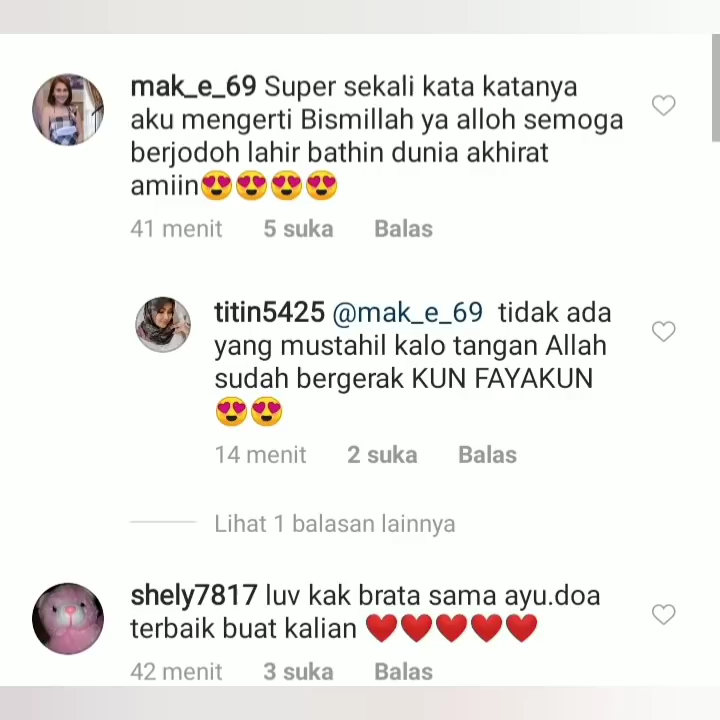 mak_e_69 Super sekali kata katanya
aku mengerti Bismillah ya alloh semoga
berjodoh lahir bathin dunia akhirat
amiin😍😍😍😍
41 menit 5 suka Balas
titin5425 @mak_e_69 tidak ada
yang mustahil kalo tangan Allah
sudah bergerak KUN FAYAKUN
😍😍
14 menit 2 suka Balas
Lihat 1 balasan lainnya
shely7817 luv kak brata sama ayu.doa
terbaik buat kalian ❤️❤️❤️❤️❤️
42 menit 3 suka Balas